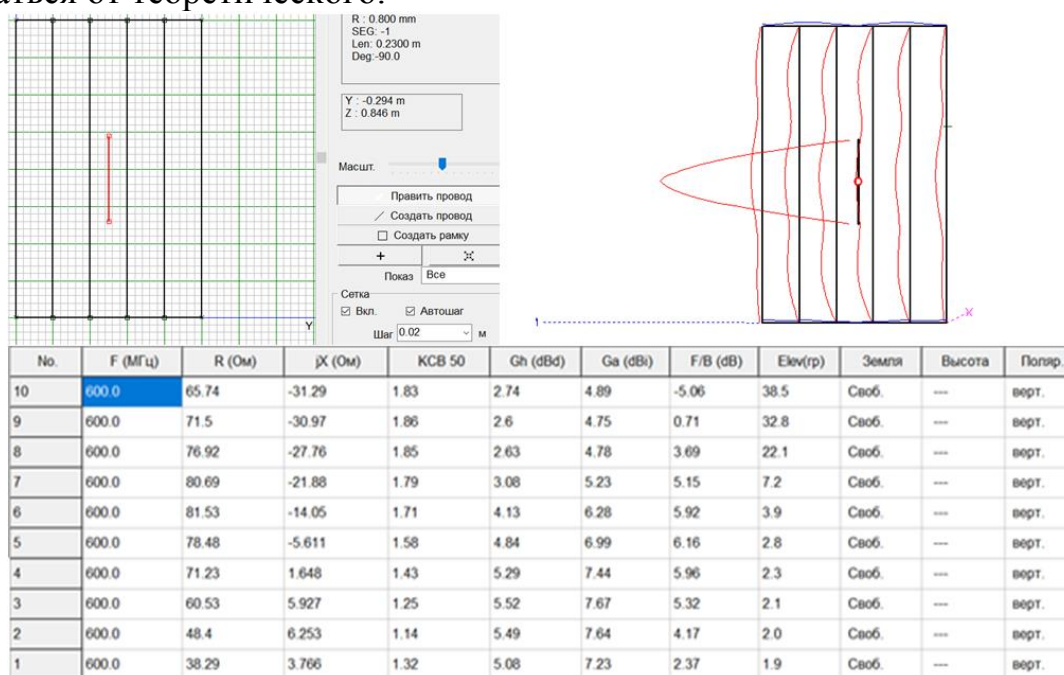 аться от теоретического.
R : 0.800 mm
SEG: -1
Len: 0.2300 m
Deg:-90.0
Y : -0.294 m
Z : 0.846 m
Масшт.
Править провод
Создать провод
Создать рамку
+
Показ Все
Сетка
Вкл. Автошаг
Шаг 0.02 м
Y
X
No. F (МГц) R (Ом) jX (Ом) КСВ 50 Gh (dBd) Ga (dBi) F/B (dB) Elev(гр) Земля Высота Поляр.
10 600.0 65.74 -31.29 1.83 2.74 4.89 -5.06 38.5 Своб. --- верт.
9 600.0 71.5 -30.97 1.86 2.6 4.75 0.71 32.8 Своб. --- верт.
8 600.0 76.92 -27.76 1.85 2.63 4.78 3.69 22.1 Своб. --- верт.
7 600.0 80.69 -21.88 1.79 3.08 5.23 5.15 7.2 Своб. --- верт.
6 600.0 81.53 -14.05 1.71 4.13 6.28 5.92 3.9 Своб. --- верт.
5 600.0 78.48 -5.611 1.58 4.84 6.99 6.16 2.8 Своб. --- верт.
4 600.0 71.23 1.648 1.43 5.29 7.44 5.96 2.3 Своб. --- верт.
3 600.0 60.53 5.927 1.25 5.52 7.67 5.32 2.1 Своб. --- верт.
2 600.0 48.4 6.253 1.14 5.49 7.64 4.17 2.0 Своб. --- верт.
1 600.0 38.29 3.766 1.32 5.08 7.23 2.37 1.9 Своб. --- верт.